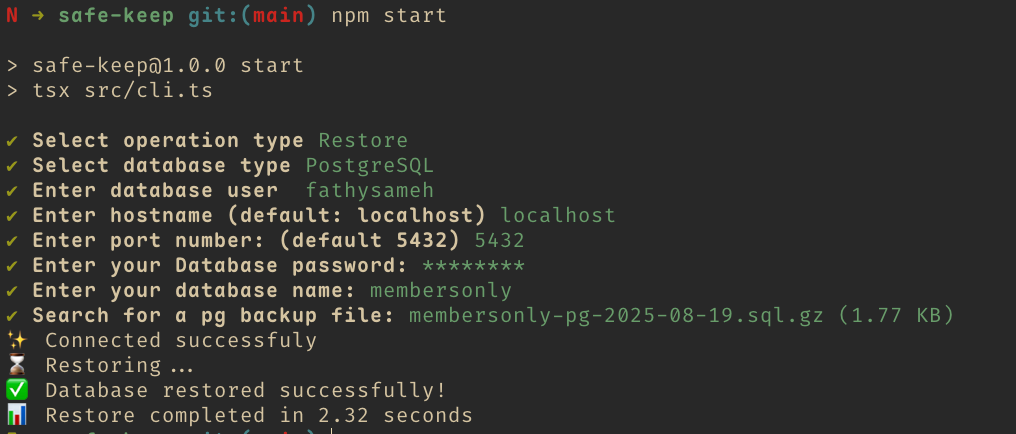 N → safe-keep git:(main) npm start
> safe-keep@1.0.0 start
> tsx src/cli.ts
✔ Select operation type Restore
✔ Select database type PostgreSQL
✔ Enter database user  fathysameh
✔ Enter hostname (default: localhost) localhost
✔ Enter port number: (default 5432) 5432
✔ Enter your Database password: ********
✔ Enter your database name: membersonly
✔ Search for a pg backup file: membersonly-pg-2025-08-19.sql.gz (1.77 KB)
✨ Connected successfuly
⏳ Restoring...
✅ Database restored successfully!
📊 Restore completed in 2.32 seconds